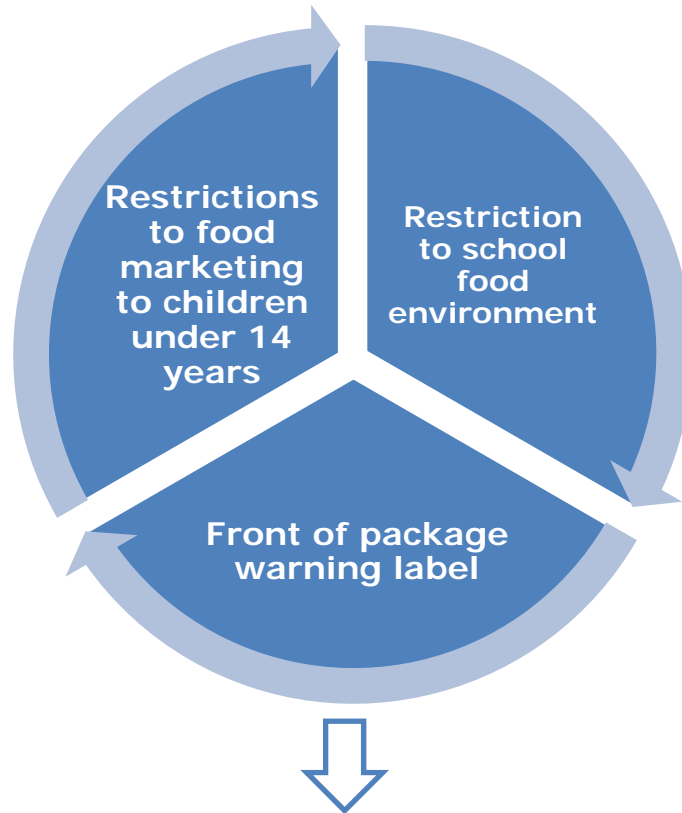 Restrictions
to food
marketing
to children
under 14
years
Restriction
to school
food
environment
Front of package
warning label